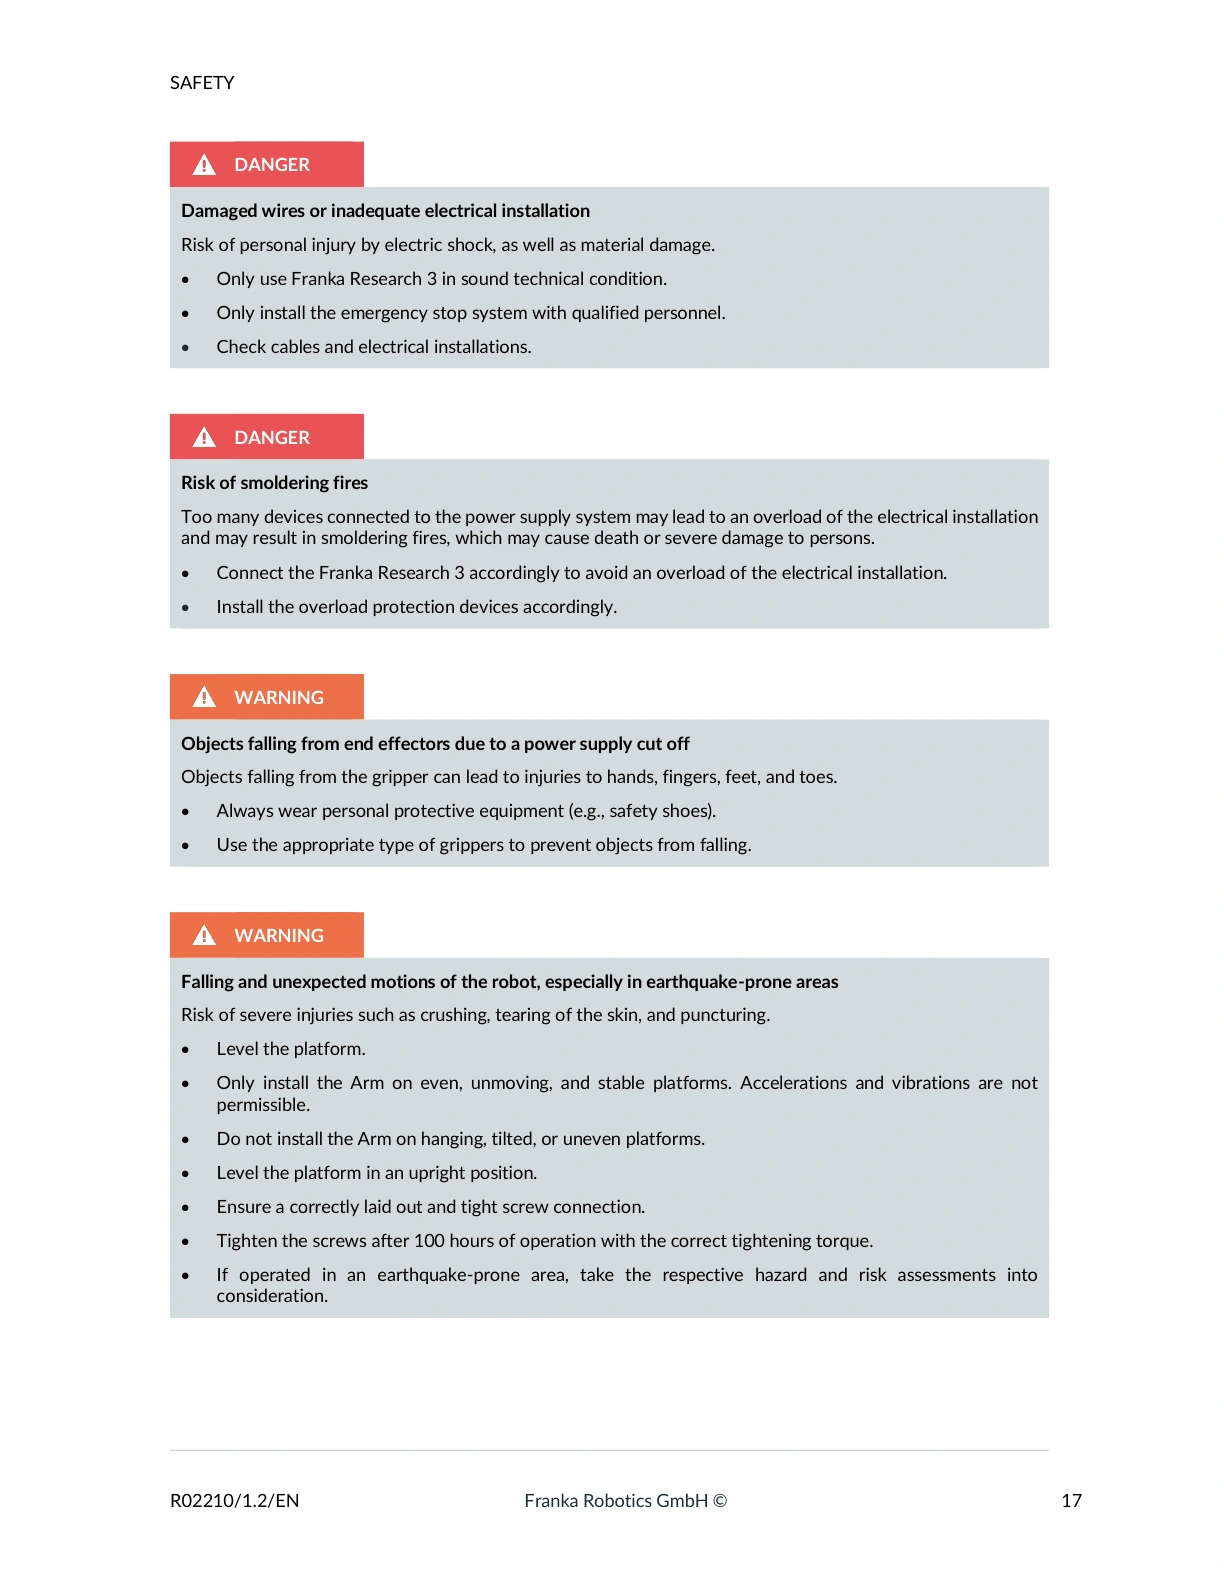 SAFETY
DANGER
Damaged wires or inadequate electrical installation
Risk of personal injury by electric shock, as well as material damage.
• Only use Franka Research 3 in sound technical condition.
• Only install the emergency stop system with qualified personnel.
• Check cables and electrical installations.
DANGER
Risk of smoldering fires
Too many devices connected to the power supply system may lead to an overload of the electrical installation
and may result in smoldering fires, which may cause death or severe damage to persons.
• Connect the Franka Research 3 accordingly to avoid an overload of the electrical installation.
• Install the overload protection devices accordingly.
WARNING
Objects falling from end effectors due to a power supply cut off
Objects falling from the gripper can lead to injuries to hands, fingers, feet, and toes.
• Always wear personal protective equipment (e.g., safety shoes).
• Use the appropriate type of grippers to prevent objects from falling.
WARNING
Falling and unexpected motions of the robot, especially in earthquake-prone areas
Risk of severe injuries such as crushing, tearing of the skin, and puncturing.
• Level the platform.
• Only install the Arm on even, unmoving, and stable platforms. Accelerations and vibrations are not
permissible.
• Do not install the Arm on hanging, tilted, or uneven platforms.
• Level the platform in an upright position.
• Ensure a correctly laid out and tight screw connection.
• Tighten the screws after 100 hours of operation with the correct tightening torque.
• If operated in an earthquake-prone area, take the respective hazard and risk assessments into
consideration.
R02210/1.2/EN Franka Robotics GmbH © 17